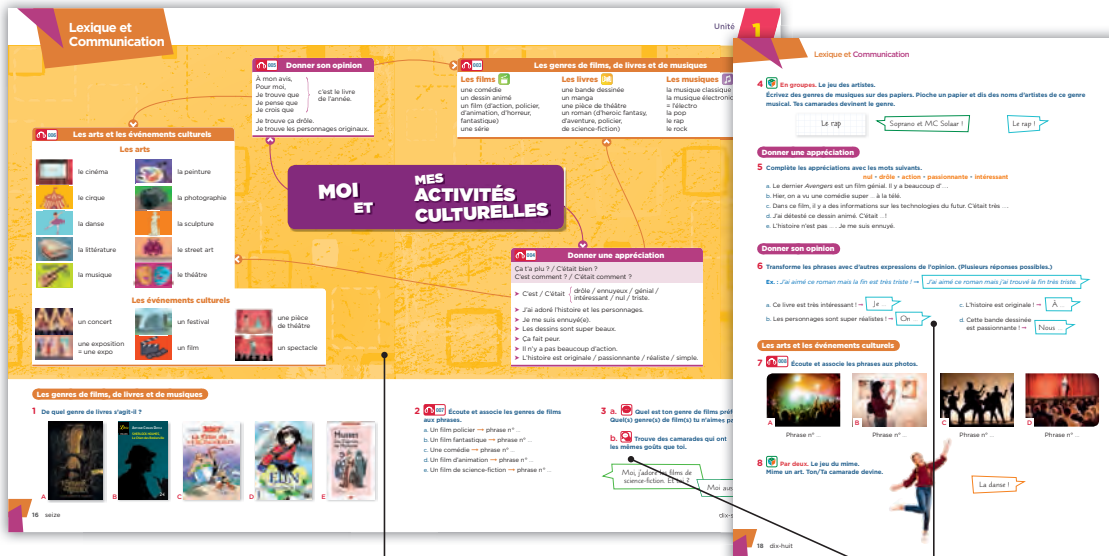 Lexique et
Communication
Unité 1
005 Donner son opinion
À mon avis,
Pour moi,
Je trouve que
Je pense que
Je crois que
c'est le livre
de l'année.
Je trouve ça drôle.
Je trouve les personnages originaux.
003 Les genres de films, de livres et de musiques
Les films
une comédie
un dessin animé
un film (d'action, policier,
d'animation, d'horreur,
fantastique)
une série
Les livres
une bande dessinée
un manga
une pièce de théâtre
un roman (d'heroic fantasy,
d'aventure, policier,
de science-fiction)
Les musiques
la musique classique
la musique électronique
= l'électro
la pop
le rap
le rock
Les arts et les événements culturels
Les arts
le cinéma
la peinture
le cirque
la photographie
la danse
la sculpture
la littérature
le street art
la musique
le théâtre
Les événements culturels
un concert
un festival
une pièce
de théâtre
une exposition
= une expo
un film
un spectacle
MOI
ET
MES
ACTIVITÉS
CULTURELLES
Donner une appréciation
Ça t'a plu ? / C'était bien ?
C'est comment ? / C'était comment ?
➤ C'est / C'était
drôle / ennuyeux / génial /
intéressant / nul / triste.
➤ J'ai adoré l'histoire et les personnages.
➤ Je me suis ennuyé(e).
➤ Les dessins sont super beaux.
➤ Ça fait peur.
➤ Il n'y a pas beaucoup d'action.
➤ L'histoire est originale / passionnante / réaliste / simple.
Les genres de films, de livres et de musiques
1 De quel genre de livres s'agit-il ?
A
B
C
D
E
2 007 Écoute et associe les genres de films
aux phrases.
a. Un film policier → phrase n° ...
b. Un film fantastique → phrase n° ...
c. Une comédie → phrase n° ...
d. Un film d'animation → phrase n° ...
e. Un film de science-fiction → phrase n° ...
3 a. Quel est ton genre de films préf
Quel(s) genre(s) de film(s) tu n'aimes pa
b. Trouve des camarades qui ont
les mêmes goûts que toi.
Moi, j'adore les films de
science-fiction. Et toi ?
Moi aus
16 seize
dix-s
Lexique et Communication
4 En groupes. Le jeu des artistes.
Écrivez des genres de musiques sur des papiers. Pioche un papier et dis des noms d'artistes de ce genre
musical. Tes camarades devinent le genre.
Le rap
Soprano et MC Solaar !
Le rap !
Donner une appréciation
5 Complète les appréciations avec les mots suivants.
nul • drôle • action • passionnante • intéressant
a. Le dernier Avengers est un film génial. Il y a beaucoup d'...
b. Hier, on a vu une comédie super ... à la télé.
c. Dans ce film, il y a des informations sur les technologies du futur. C'était très ...
d. J'ai détesté ce dessin animé. C'était ... !
e. L'histoire n'est pas ... . Je me suis ennuyé.
Donner son opinion
6 Transforme les phrases avec d'autres expressions de l'opinion. (Plusieurs réponses possibles.)
Ex. : J'ai aimé ce roman mais la fin est très triste ! → J'ai aimé ce roman mais j'ai trouvé la fin très triste.
a. Ce livre est très intéressant ! → Je ...
b. Les personnages sont super réalistes ! → On ...
c. L'histoire est originale ! → À ...
d. Cette bande dessinée
est passionnante ! → Nous ...
Les arts et les événements culturels
7 008 Écoute et associe les phrases aux photos.
A
B
C
D
Phrase n° ...
Phrase n° ...
Phrase n° ...
Phrase n° ...
8 Par deux. Le jeu du mime.
Mime un art. Ton/Ta camarade devine.
La danse !
18 dix-huit